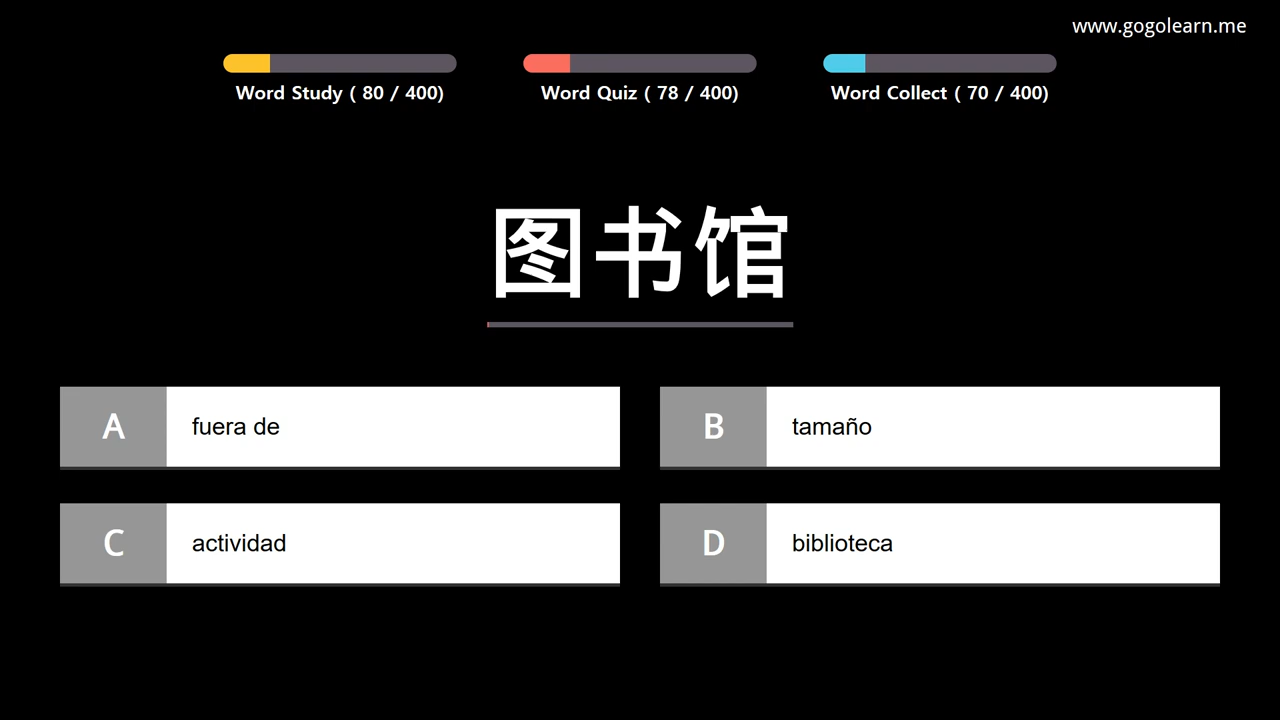 www.gogolearn.me
Word Study ( 80 / 400)
Word Quiz ( 78 / 400)
Word Collect ( 70 / 400)
图书馆
A fuera de
B tamaño
C actividad
D biblioteca